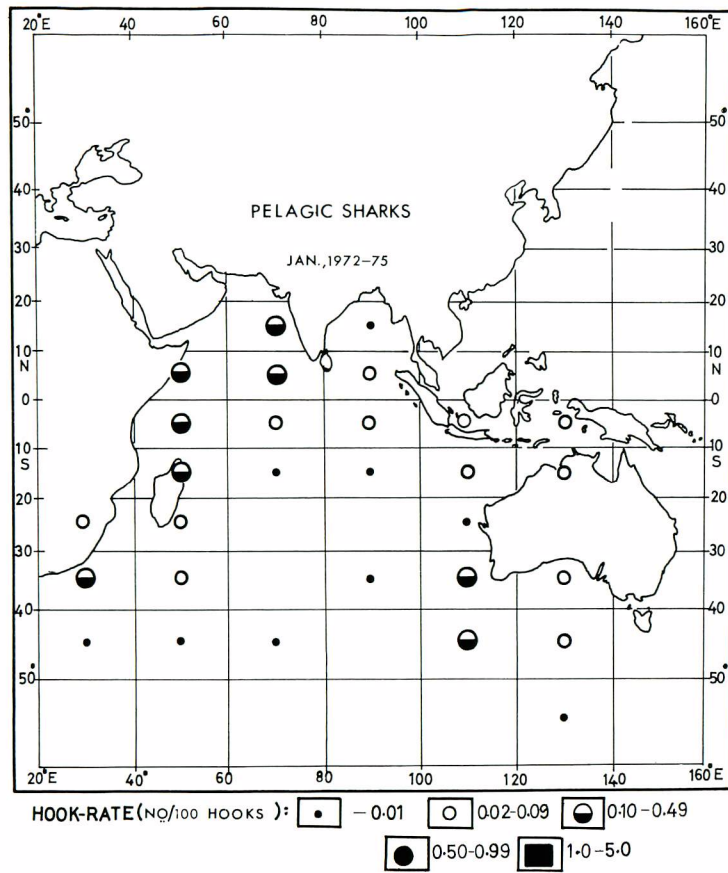 20°E 40 60 80 100 120 140 160°E
50° 50°
40 40
PELAGIC SHARKS
30 30
JAN.,1972-75
20 20
10 10
N N
0 0
10 10
S S
20 20
30 30
40 40
50° 50°
20°E 40° 60 80 100 120 140 160°E
HOOK-RATE(NO/100 HOOKS ): -0.01 0.02-0.09 0.10-0.49
0.50-0.99 1.0-5.0